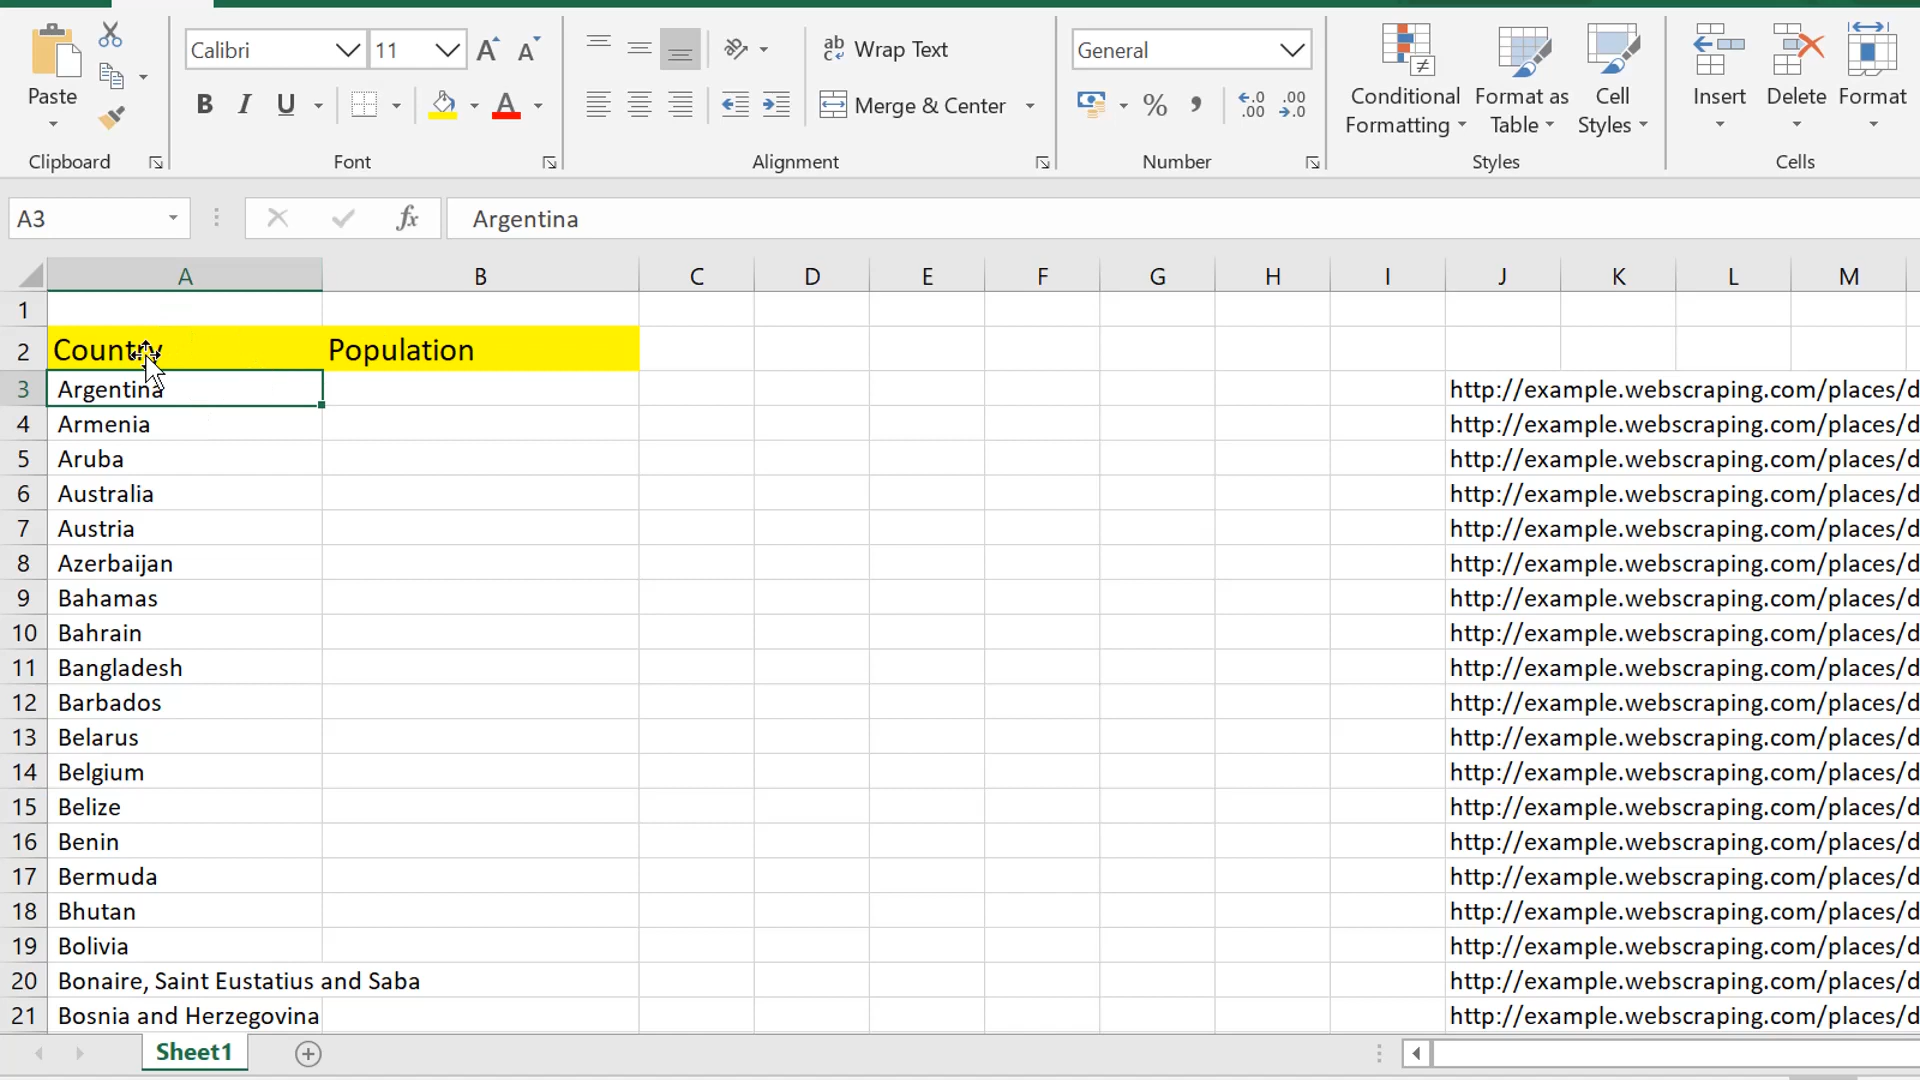 Paste
Clipboard
Calibri 11
B I U A
Font
ab Wrap Text
Merge & Center
Alignment
General
% , .0 .00 .00 .0
Number
Conditional Formatting
Format as Table
Cell Styles
Styles
Insert Delete Format
Cells
A3 fx Argentina
A B C D E F G H I J K L M
1
2 Country Population
3 Argentina http://example.webscraping.com/places/d
4 Armenia http://example.webscraping.com/places/d
5 Aruba http://example.webscraping.com/places/d
6 Australia http://example.webscraping.com/places/d
7 Austria http://example.webscraping.com/places/d
8 Azerbaijan http://example.webscraping.com/places/d
9 Bahamas http://example.webscraping.com/places/d
10 Bahrain http://example.webscraping.com/places/d
11 Bangladesh http://example.webscraping.com/places/d
12 Barbados http://example.webscraping.com/places/d
13 Belarus http://example.webscraping.com/places/d
14 Belgium http://example.webscraping.com/places/d
15 Belize http://example.webscraping.com/places/d
16 Benin http://example.webscraping.com/places/d
17 Bermuda http://example.webscraping.com/places/d
18 Bhutan http://example.webscraping.com/places/d
19 Bolivia http://example.webscraping.com/places/d
20 Bonaire, Saint Eustatius and Saba http://example.webscraping.com/places/d
21 Bosnia and Herzegovina http://example.webscraping.com/places/d
Sheet1